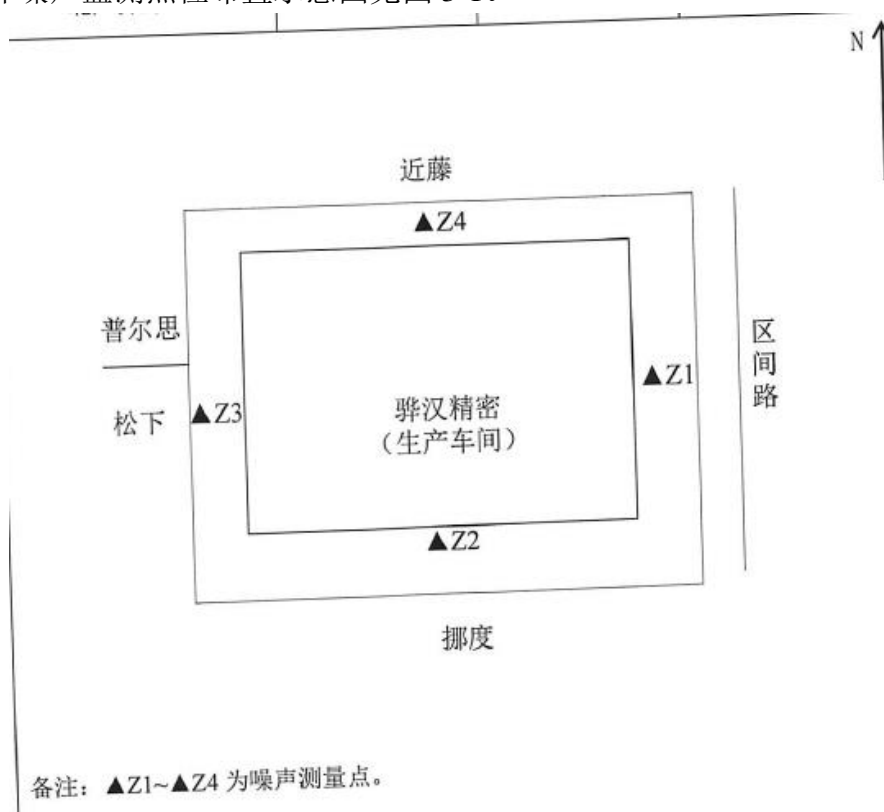 N
近藤
▲Z4
普尔思
松下
▲Z3
骅汉精密
（生产车间）
▲Z1
区间路
▲Z2
挪度
备注：▲Z1~▲Z4 为噪声测量点。